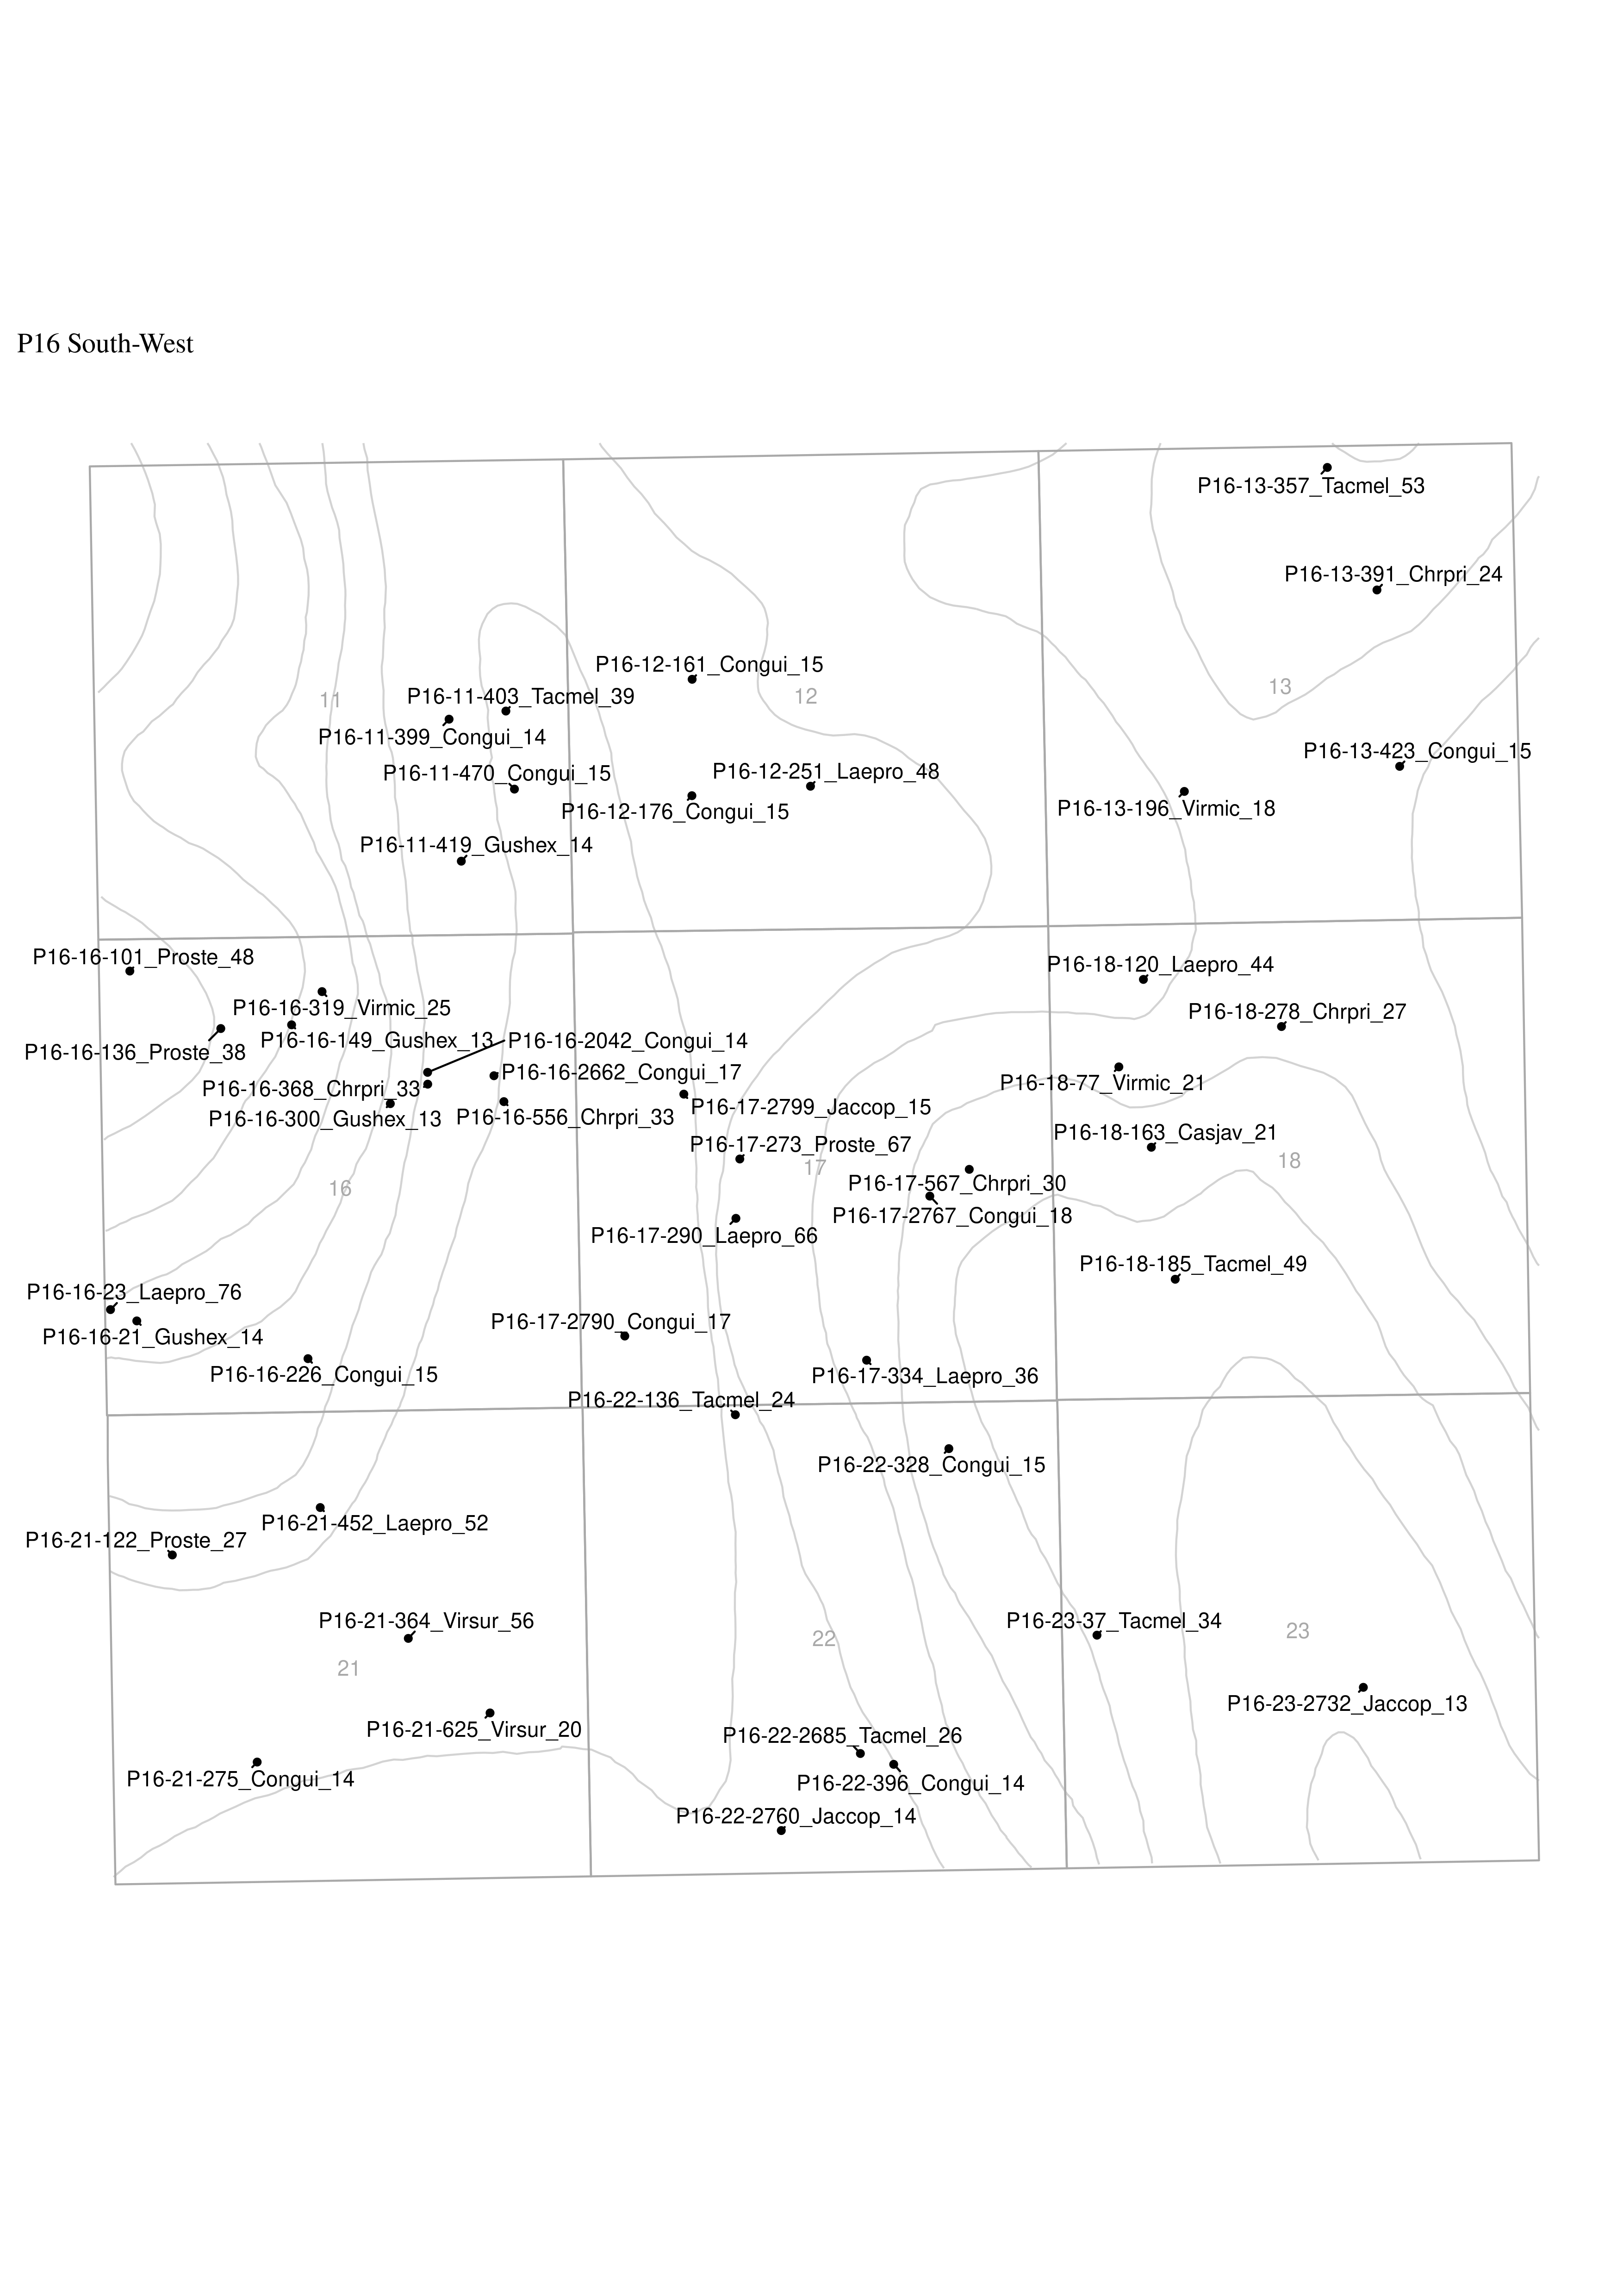 P16 South-West
P16-13-357_Tacmel_53
P16-13-391_Chrpri_24
P16-12-161_Congui_15
13
11
P16-11-403_Tacmel_39
12
P16-11-399_Congui_14
P16-13-423_Congui_15
P16-11-470_Congui_15
P16-12-251_Laepro_48
P16-12-176_Congui_15
P16-13-196_Virmic_18
P16-11-419_Gushex_14
P16-16-101_Proste_48
P16-18-120_Laepro_44
P16-16-319_Virmic_25
P16-18-278_Chrpri_27
P16-16-149_Gushex_13
P16-16-2042_Congui_14
P16-16-136_Proste_38
P16-16-2662_Congui_17
P16-18-77_Virmic_21
P16-16-368_Chrpri_33
P16-17-2799_Jaccop_15
P16-16-300_Gushex_13
P16-16-556_Chrpri_33
P16-18-163_Casjav_21
P16-17-273_Proste_67
18
17
P16-17-567_Chrpri_30
16
P16-17-2767_Congui_18
P16-17-290_Laepro_66
P16-18-185_Tacmel_49
P16-16-23_Laepro_76
P16-17-2790_Congui_17
P16-16-21_Gushex_14
P16-16-226_Congui_15
P16-17-334_Laepro_36
P16-22-136_Tacmel_24
P16-22-328_Congui_15
P16-21-452_Laepro_52
P16-21-122_Proste_27
P16-21-364_Virsur_56
P16-23-37_Tacmel_34
23
22
21
P16-23-2732_Jaccop_13
P16-21-625_Virsur_20
P16-22-2685_Tacmel_26
P16-21-275_Congui_14
P16-22-396_Congui_14
P16-22-2760_Jaccop_14